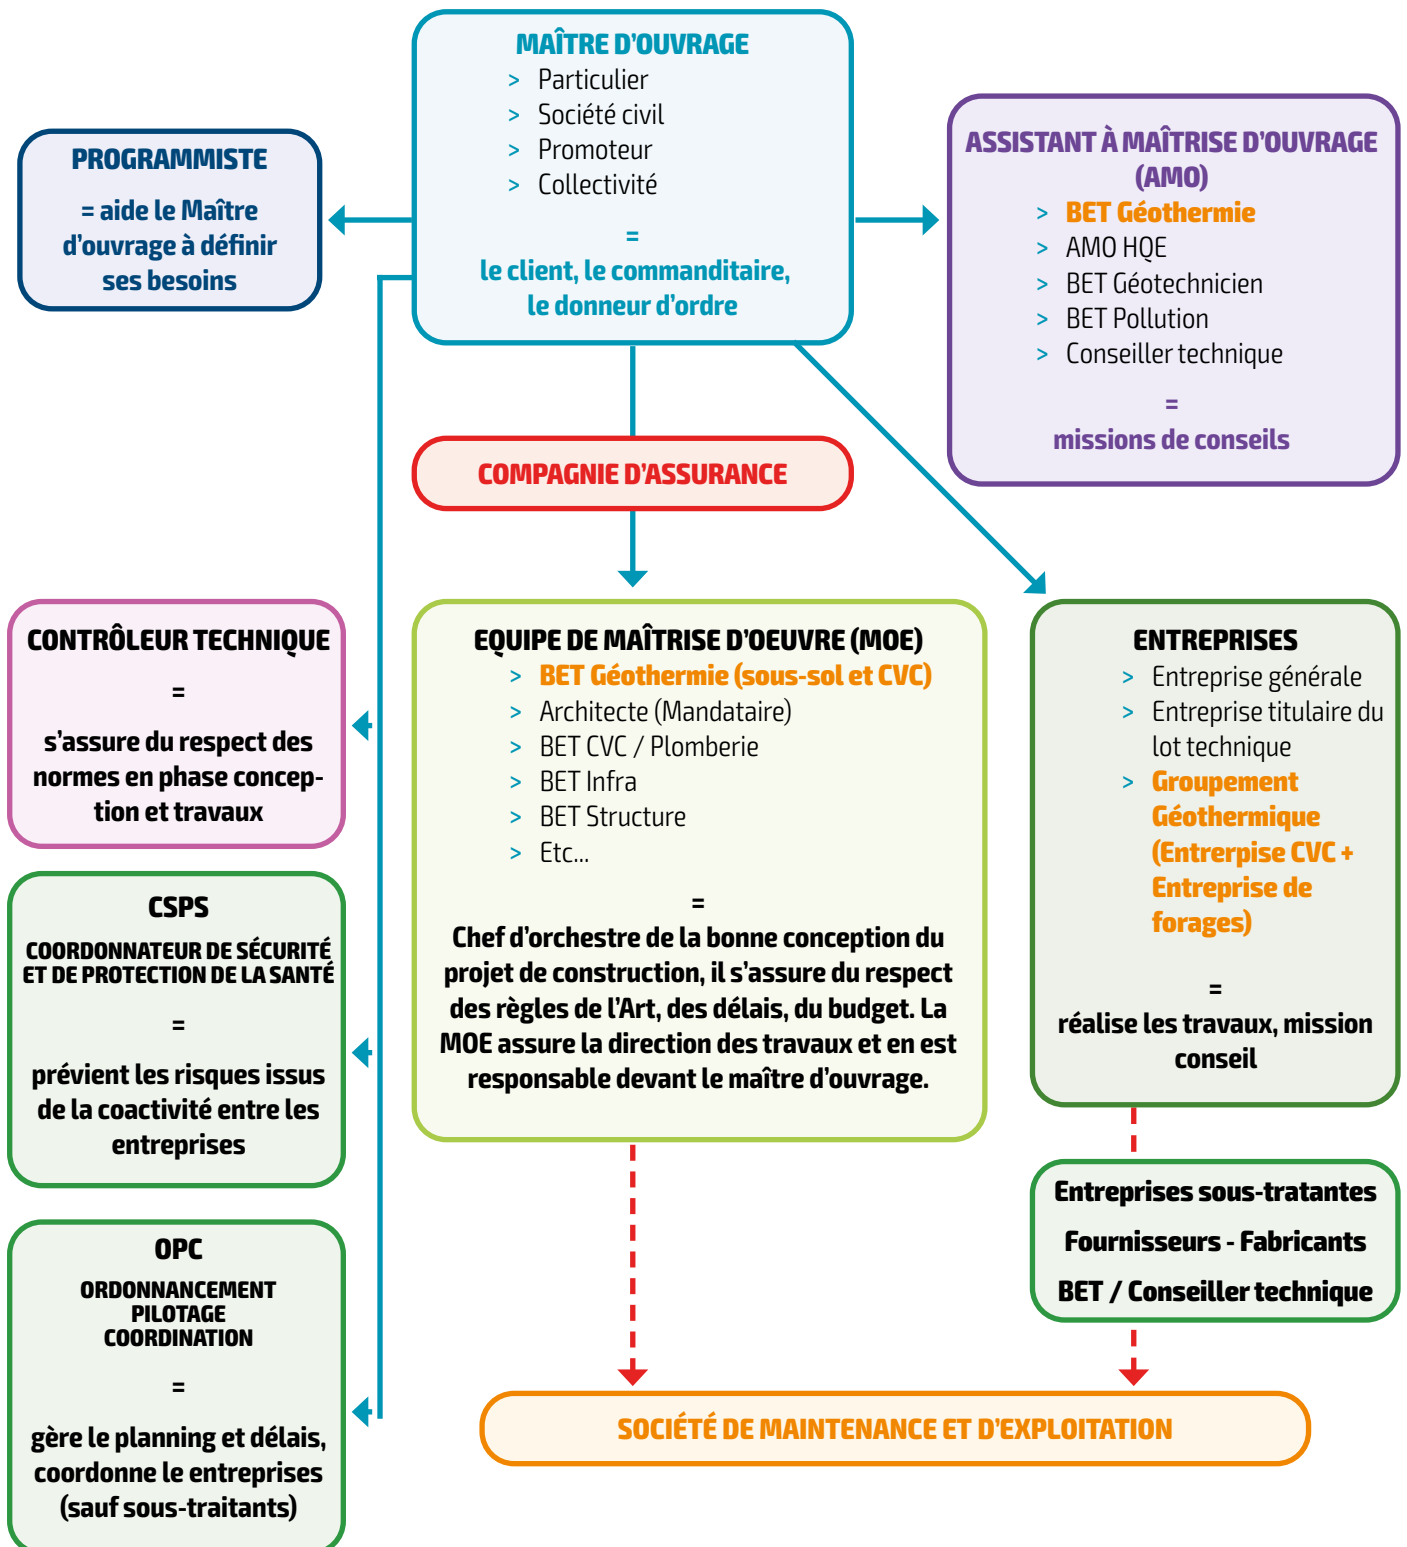 MAÎTRE D'OUVRAGE
> Particulier
> Société civil
> Promoteur
> Collectivité
=
le client, le commanditaire,
le donneur d'ordre
PROGRAMMISTE
= aide le Maître
d'ouvrage à définir
ses besoins
ASSISTANT À MAÎTRISE D'OUVRAGE
(AMO)
> BET Géothermie
> AMO HQE
> BET Géotechnicien
> BET Pollution
> Conseiller technique
=
missions de conseils
COMPAGNIE D'ASSURANCE
CONTRÔLEUR TECHNIQUE
=
s'assure du respect des
normes en phase concep-
tion et travaux
EQUIPE DE MAÎTRISE D'OEUVRE (MOE)
> BET Géothermie (sous-sol et CVC)
> Architecte (Mandataire)
> BET CVC / Plomberie
> BET Infra
> BET Structure
> Etc...
=
Chef d'orchestre de la bonne conception du
projet de construction, il s'assure du respect
des règles de l'Art, des délais, du budget. La
MOE assure la direction des travaux et en est
responsable devant le maître d'ouvrage.
ENTREPRISES
> Entreprise générale
> Entreprise titulaire du
lot technique
> Groupement
Géothermique
(Entrerpise CVC +
Entreprise de
forages)
=
réalise les travaux, mission
conseil
CSPS
COORDONNATEUR DE SÉCURITÉ
ET DE PROTECTION DE LA SANTÉ
=
prévient les risques issus
de la coactivité entre les
entreprises
Entreprises sous-tratantes
Fournisseurs - Fabricants
BET / Conseiller technique
OPC
ORDONNANCEMENT
PILOTAGE
COORDINATION
=
gère le planning et délais,
coordonne le entreprises
(sauf sous-traitants)
SOCIÉTÉ DE MAINTENANCE ET D'EXPLOITATION